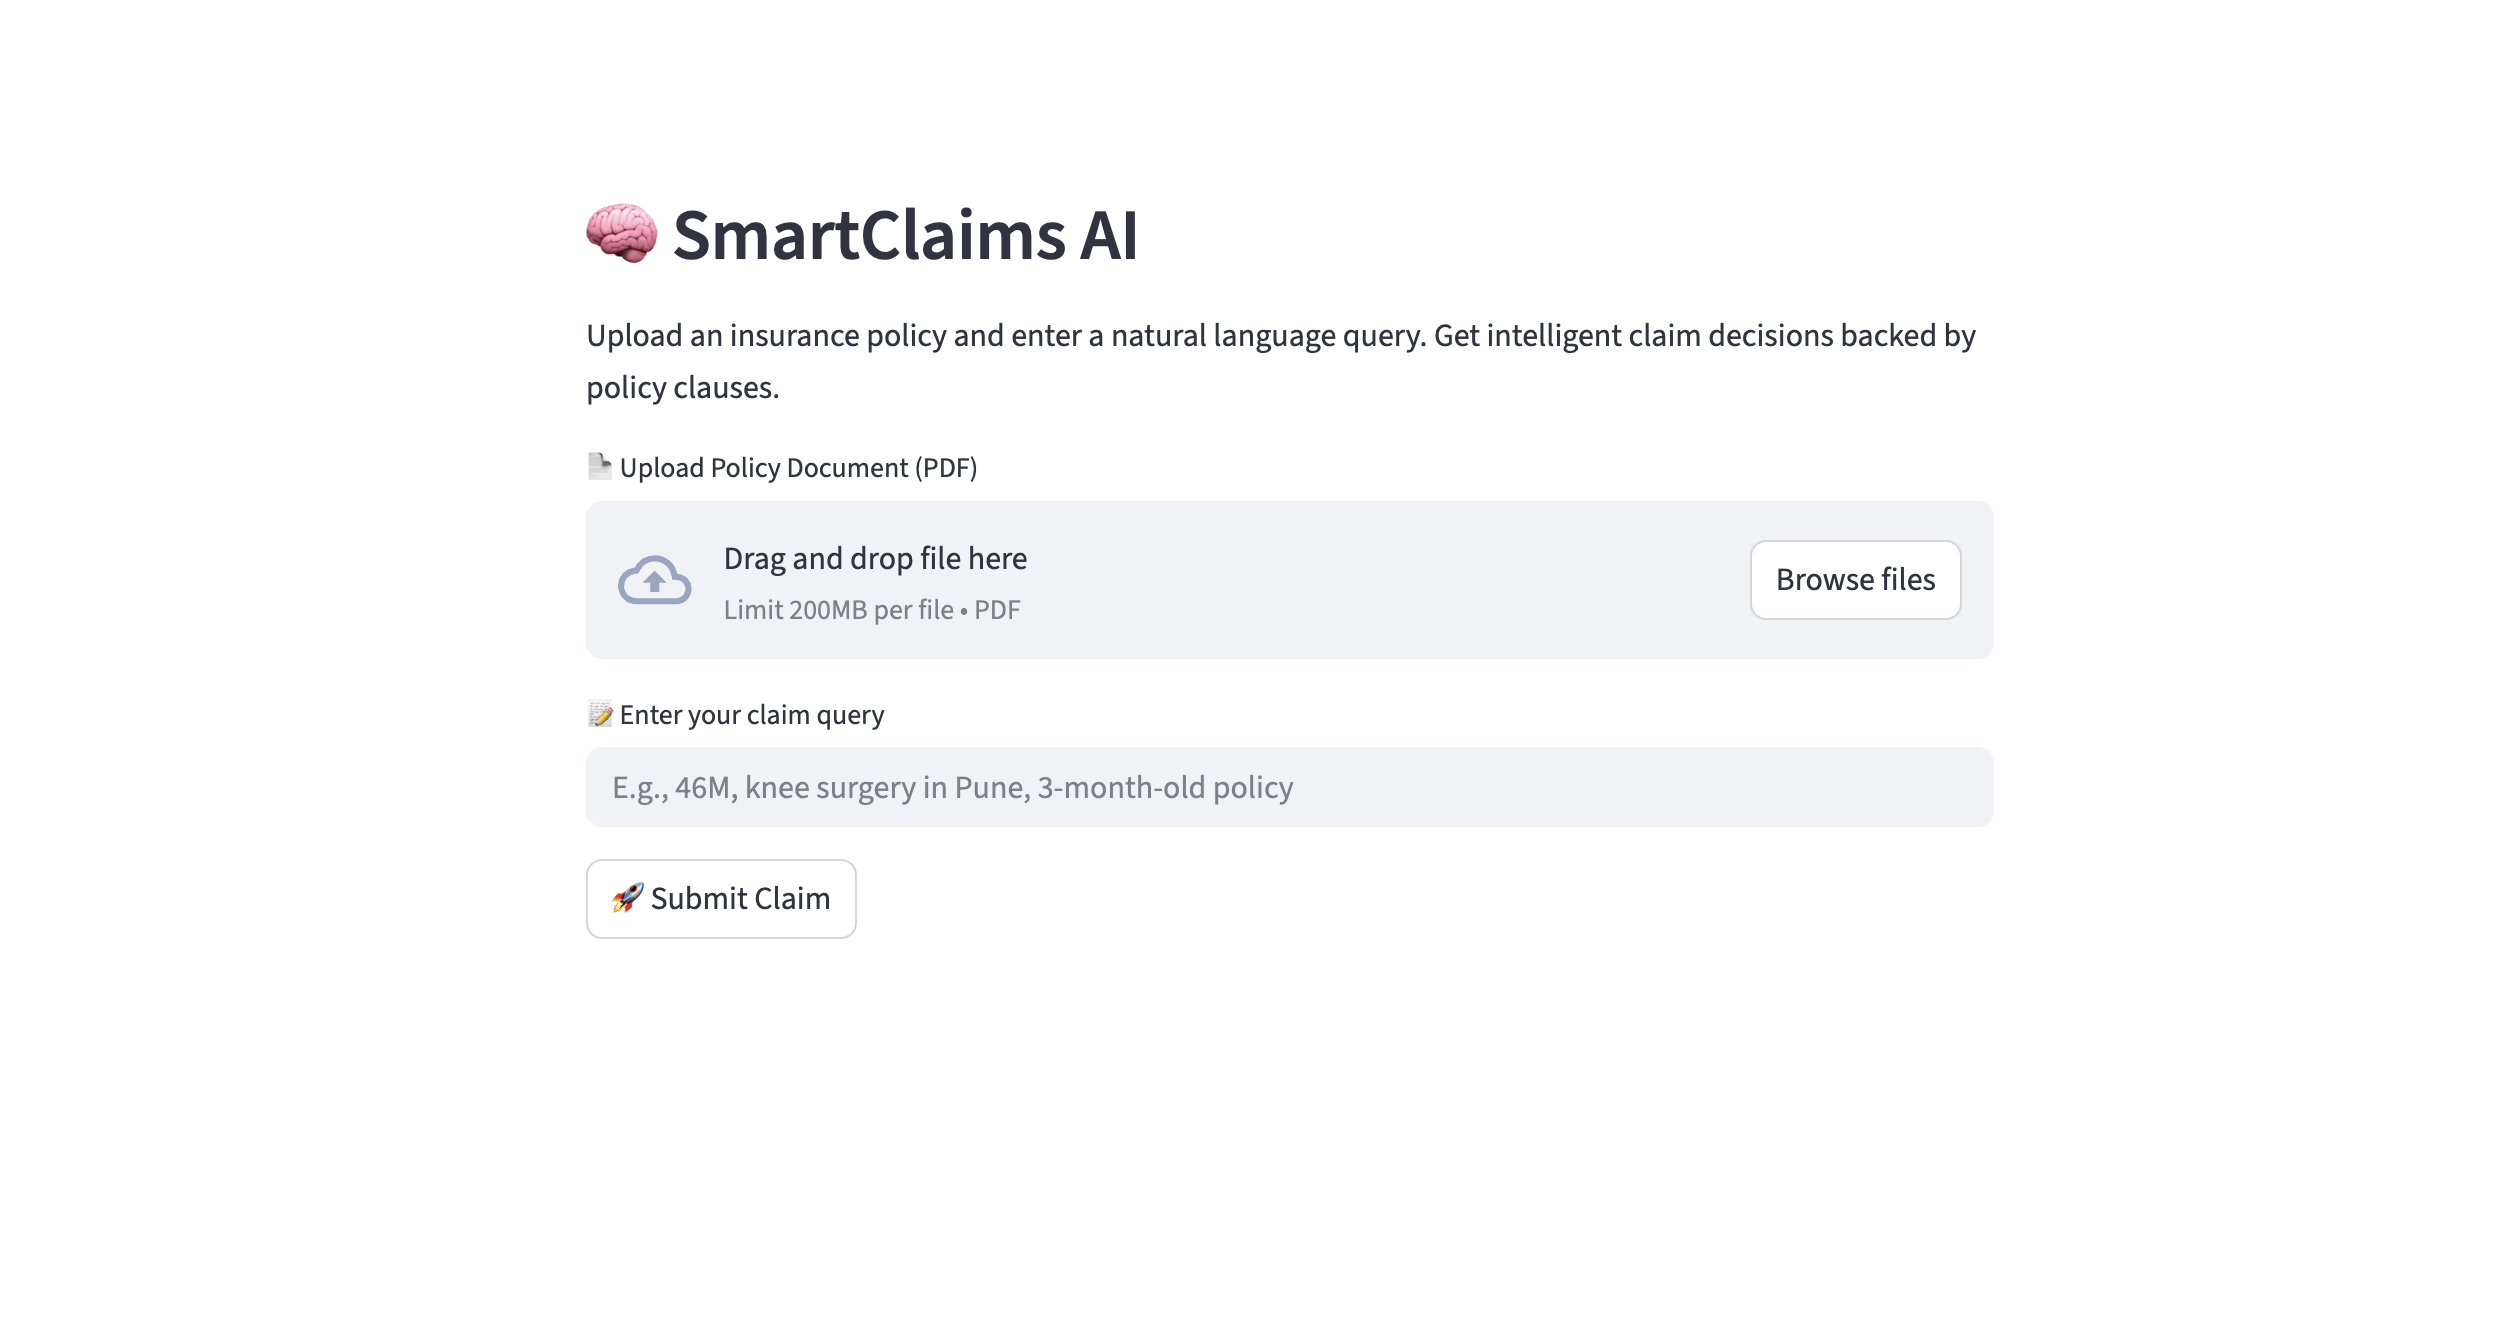 🧠 SmartClaims AI
Upload an insurance policy and enter a natural language query. Get intelligent claim decisions backed by
policy clauses.
📄 Upload Policy Document (PDF)
Drag and drop file here
Limit 200MB per file • PDF
Browse files
📝 Enter your claim query
E.g., 46M, knee surgery in Pune, 3-month-old policy
🚀 Submit Claim